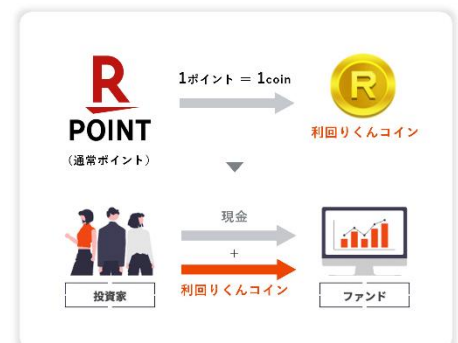 R
POINT
(通常ポイント)
1ポイント = 1coin
R
利回りくんコイン
現金
+
利回りくんコイン
投資家
ファンド